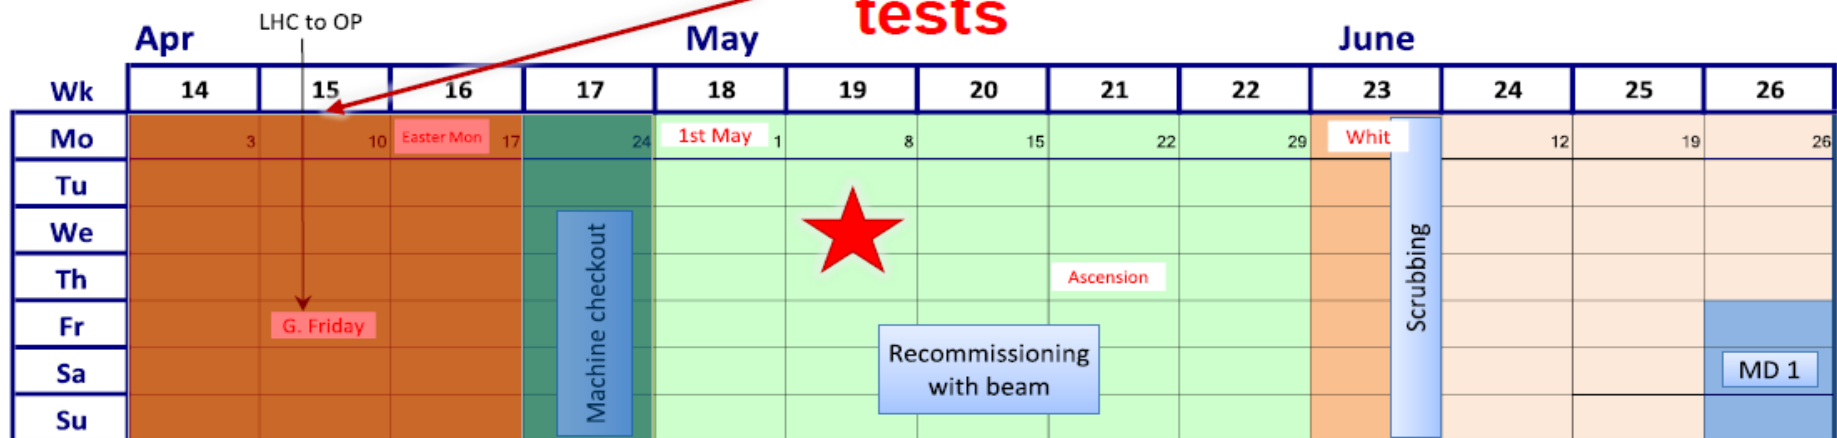 tests
LHC to OP
Apr May June
Wk 14 15 16 17 18 19 20 21 22 23 24 25 26
Mo 3 10 Easter Mon 17 24 1st May 1 8 15 22 29 Whit 12 19 26
Tu
We
Th Ascension
Fr G. Friday
Sa
Su
Machine checkout
Recommissioning
with beam
Scrubbing
MD 1